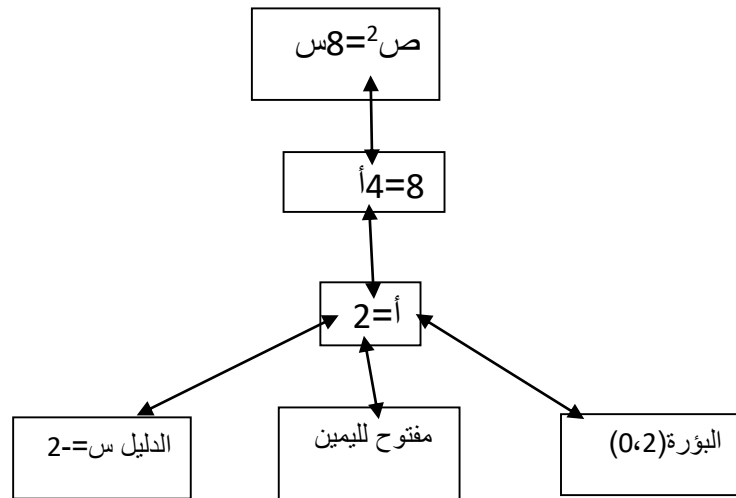 ص²=8س
8=4أ
أ=2
البؤرة(2،0)
مفتوح لليمين
الدليل س=-2